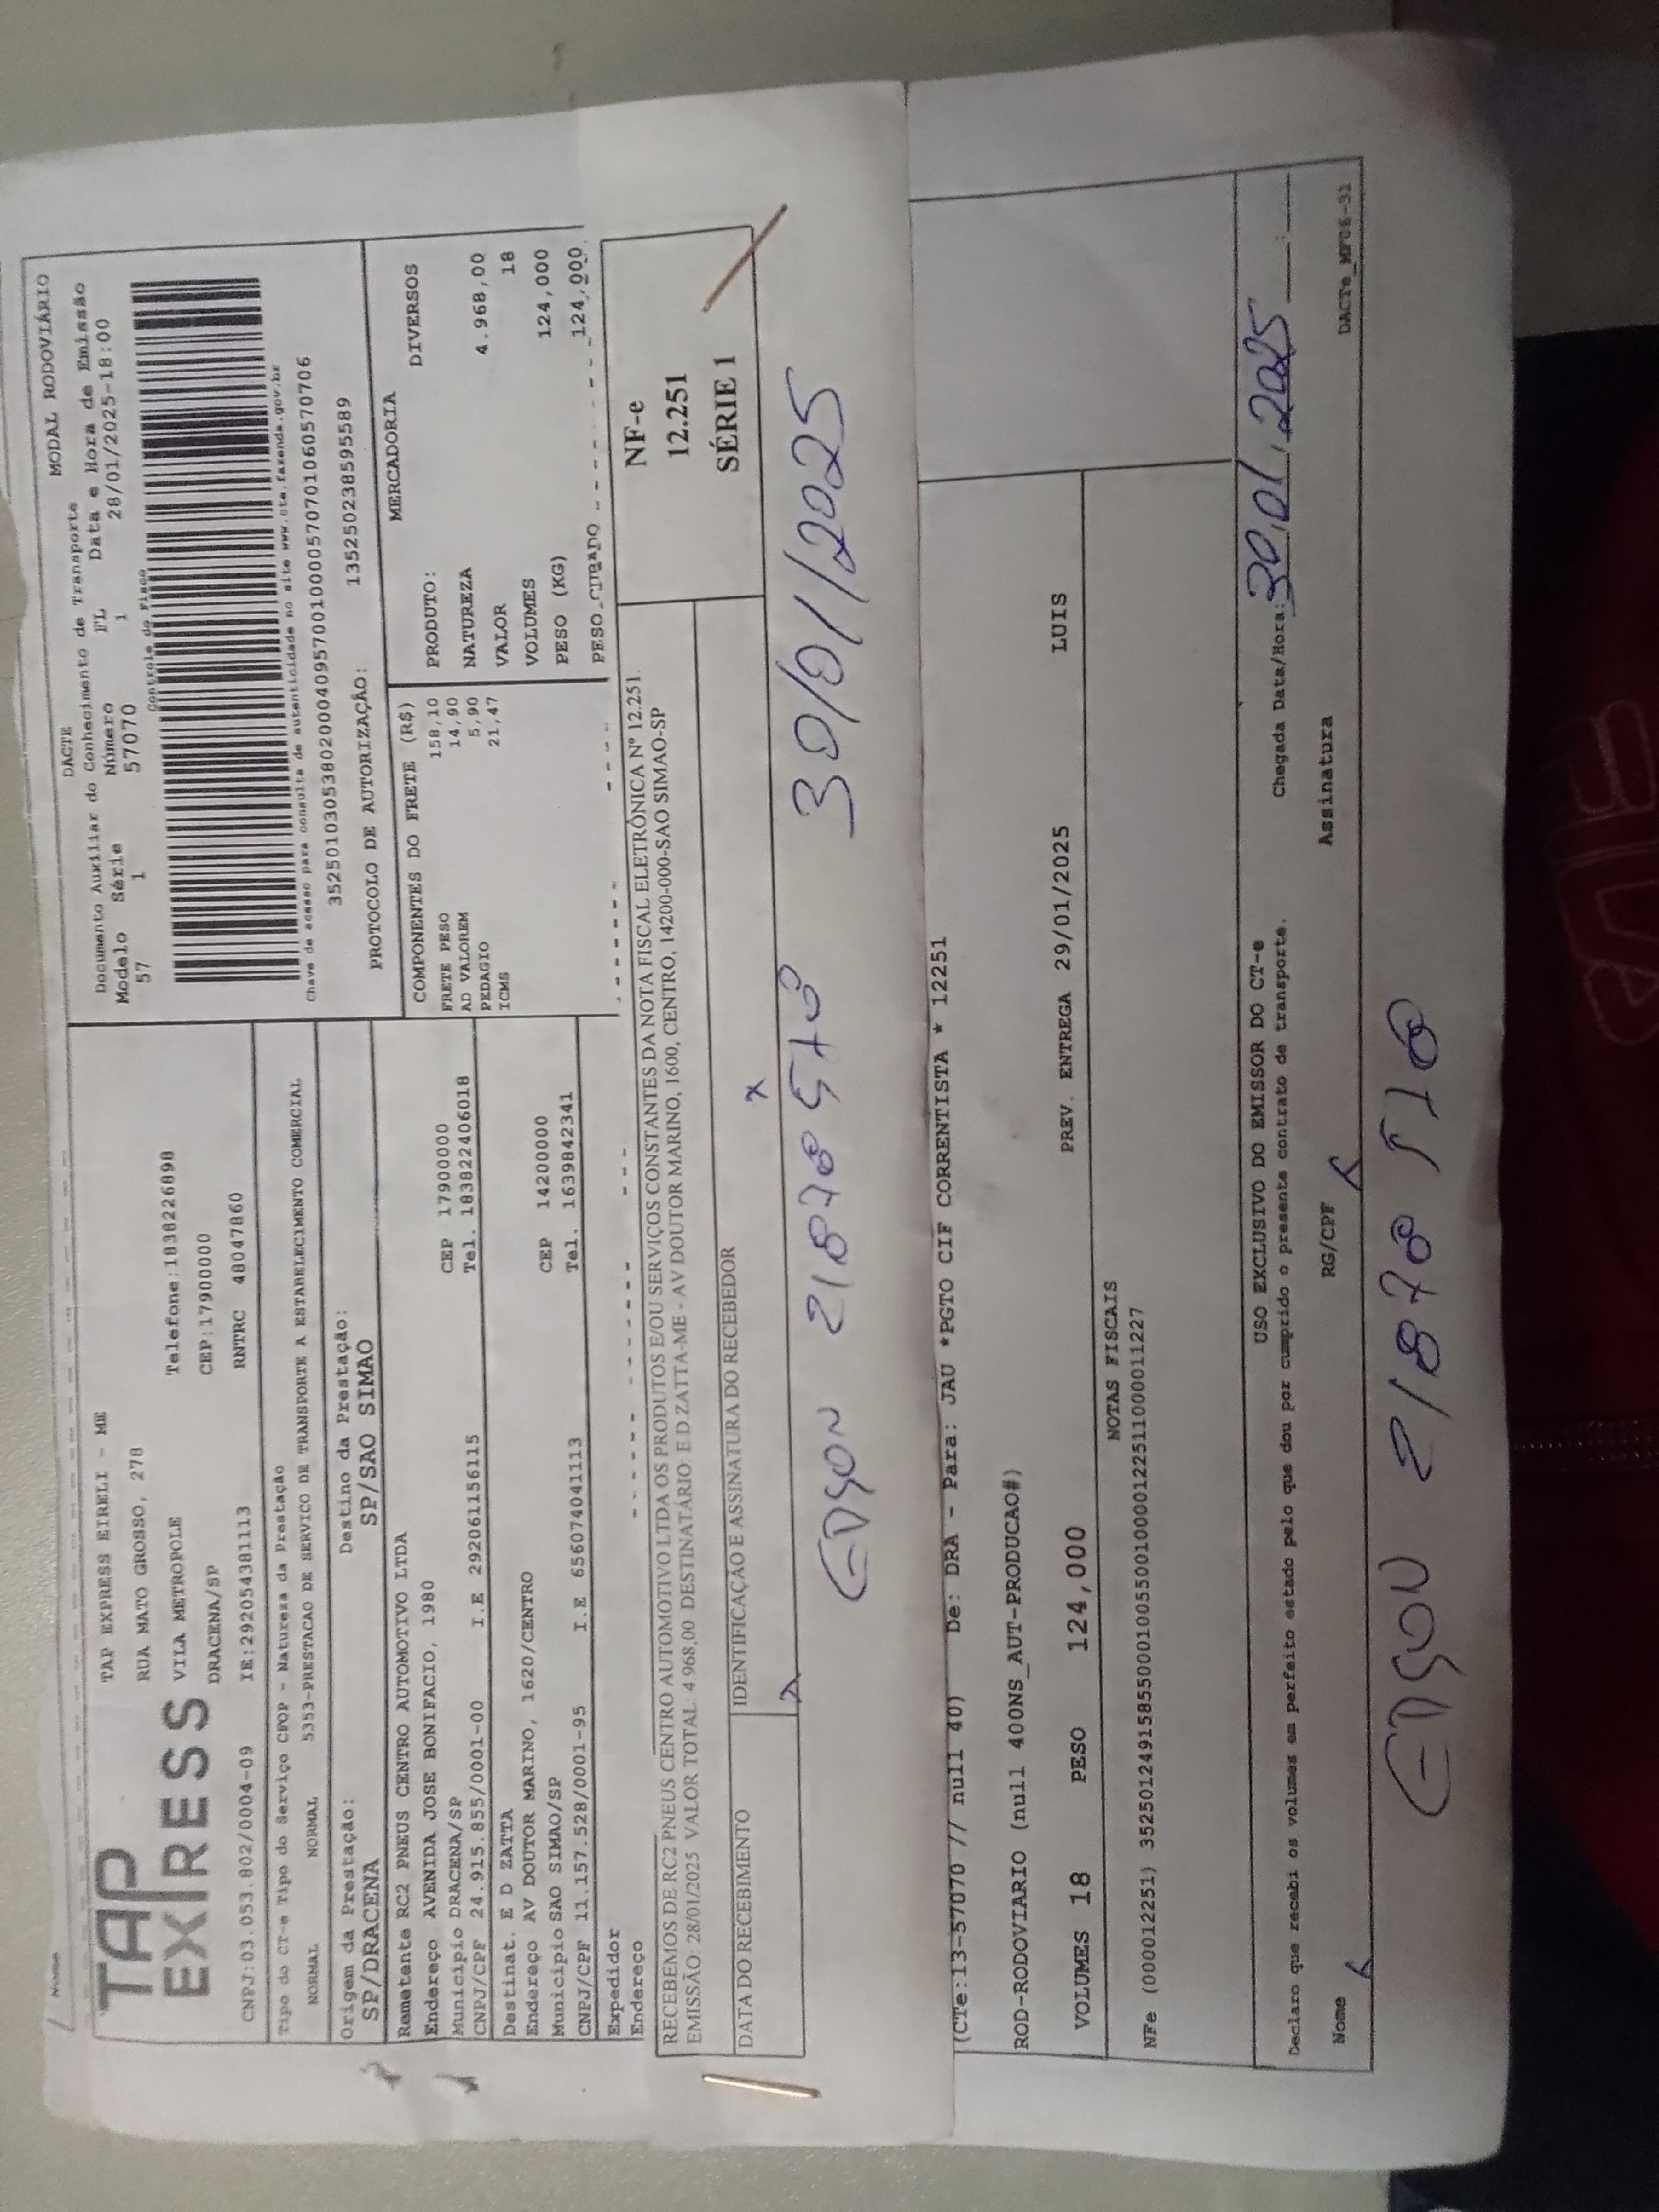 TAP
EXPRESS
TAP EXPRESS EIRELI - ME
RUA MATO GROSSO, 278
VILA METROPOLE Telefone:1838226898
DRACENA/SP CEP:17900000
CNPJ:03.053.802/0004-09 IE:292054381113 RNTRC 48047860
MODAL RODOVIÁRIO
DACTE
Documento Auxiliar do Conhecimento de Transporte
Modelo Série Número FL Data e Hora de Emissão
57 1 57070 1 28/01/2025-18:00
Controle do Fisco
Chave de acesso para consulta de autenticidade no site www.cte.fazenda.gov.br
35250103053802000409570010000570701060570706
Tipo do CT-e Tipo do Serviço CFOP - Natureza da Prestação
NORMAL NORMAL 5353-PRESTACAO DE SERVICO DE TRANSPORTE A ESTABELECIMENTO COMERCIAL
PROTOCOLO DE AUTORIZAÇÃO: 135250238595589
Origem da Prestação: Destino da Prestação:
SP/DRACENA SP/SAO SIMAO
Remetente RC2 PNEUS CENTRO AUTOMOTIVO LTDA
Endereço AVENIDA JOSE BONIFACIO, 1980
Municipio DRACENA/SP CEP 17900000
CNPJ/CPF 24.915.855/0001-00 I.E 292061156115 Tel. 183822406018
Destinat. E D ZATTA
Endereço AV DOUTOR MARINO, 1620/CENTRO
Municipio SAO SIMAO/SP CEP 14200000
CNPJ/CPF 11.157.528/0001-95 I.E 656074041113 Tel. 1639842341
Expedidor
Endereço
COMPONENTES DO FRETE (R$)
FRETE PESO 158,10
AD VALOREM 14,90
PEDAGIO 5,90
ICMS 21,47
MERCADORIA
PRODUTO: DIVERSOS
NATUREZA
VALOR 4.968,00
VOLUMES 18
PESO (KG) 124,000
PESO CUBADO 124,000
RECEBEMOS DE RC2 PNEUS CENTRO AUTOMOTIVO LTDA OS PRODUTOS E/OU SERVIÇOS CONSTANTES DA NOTA FISCAL ELETRÔNICA Nº 12.251.
EMISSÃO: 28/01/2025 VALOR TOTAL: 4.968,00 DESTINATÁRIO: E D ZATTA-ME - AV DOUTOR MARINO, 1600, CENTRO, 14200-000-SAO SIMAO-SP
NF-e
12.251
SÉRIE 1
DATA DO RECEBIMENTO IDENTIFICAÇÃO E ASSINATURA DO RECEBEDOR
x
EDSON 21878510 30/01/2025
(CTe:13-57070 // null 40) De: DRA - Para: JAU *PGTO CIF CORRENTISTA * 12251
ROD-RODOVIARIO (null 400NS_AUT-PRODUCAO#)
VOLUMES 18 PESO 124,000 PREV. ENTREGA 29/01/2025 LUIS
NOTAS FISCAIS
NFe (000012251) 35250124915855000100550010000122511000011227
USO EXCLUSIVO DO EMISSOR DO CT-e
Declaro que recebi os volumes em perfeito estado pelo que dou por cumprido o presente contrato de transporte. Chegada Data/Hora: 30.01.2025 __:__
Nome RG/CPF Assinatura
DACTe_MF06-31
EDSON 21878510